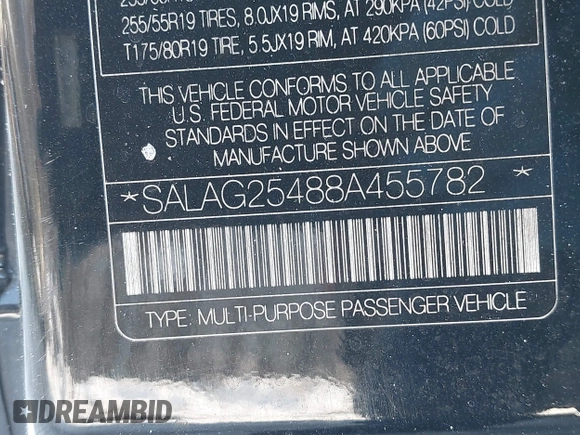 255/55R19 TIRES, 8.0JX19 RIMS, AT 290KPA (42PSI) COLD
T175/80R19 TIRE, 5.5JX19 RIM, AT 420KPA (60PSI) COLD
THIS VEHICLE CONFORMS TO ALL APPLICABLE
U.S. FEDERAL MOTOR VEHICLE SAFETY
STANDARDS IN EFFECT ON THE DATE OF
MANUFACTURE SHOWN ABOVE
*SALAG25488A455782 *
TYPE: MULTI-PURPOSE PASSENGER VEHICLE
DREAMBID